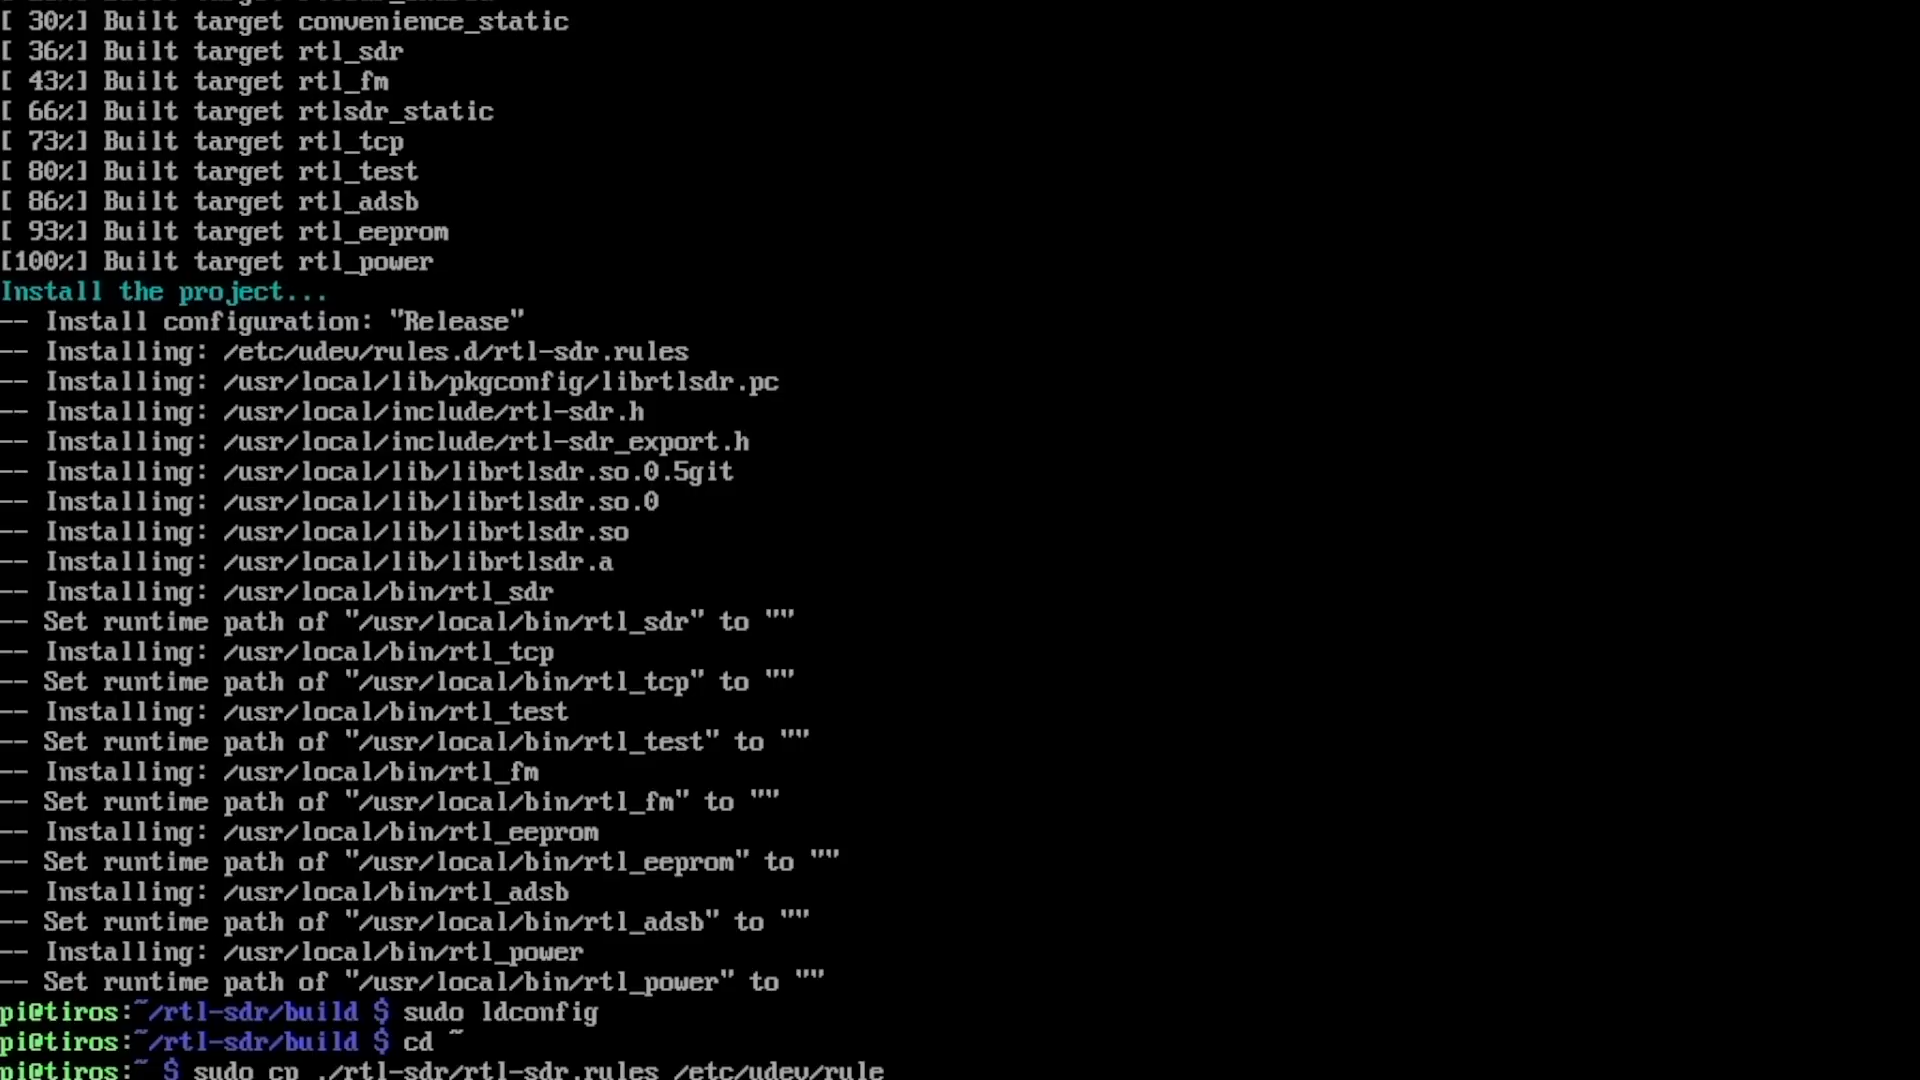 [ 30%] Built target convenience_static
[ 36%] Built target rtl_sdr
[ 43%] Built target rtl_fm
[ 66%] Built target rtlsdr_static
[ 73%] Built target rtl_tcp
[ 80%] Built target rtl_test
[ 86%] Built target rtl_adsb
[ 93%] Built target rtl_eeprom
[100%] Built target rtl_power
Install the project...
-- Install configuration: "Release"
-- Installing: /etc/udev/rules.d/rtl-sdr.rules
-- Installing: /usr/local/lib/pkgconfig/librtlsdr.pc
-- Installing: /usr/local/include/rtl-sdr.h
-- Installing: /usr/local/include/rtl-sdr_export.h
-- Installing: /usr/local/lib/librtlsdr.so.0.5git
-- Installing: /usr/local/lib/librtlsdr.so.0
-- Installing: /usr/local/lib/librtlsdr.so
-- Installing: /usr/local/lib/librtlsdr.a
-- Installing: /usr/local/bin/rtl_sdr
-- Set runtime path of "/usr/local/bin/rtl_sdr" to ""
-- Installing: /usr/local/bin/rtl_tcp
-- Set runtime path of "/usr/local/bin/rtl_tcp" to ""
-- Installing: /usr/local/bin/rtl_test
-- Set runtime path of "/usr/local/bin/rtl_test" to ""
-- Installing: /usr/local/bin/rtl_fm
-- Set runtime path of "/usr/local/bin/rtl_fm" to ""
-- Installing: /usr/local/bin/rtl_eeprom
-- Set runtime path of "/usr/local/bin/rtl_eeprom" to ""
-- Installing: /usr/local/bin/rtl_adsb
-- Set runtime path of "/usr/local/bin/rtl_adsb" to ""
-- Installing: /usr/local/bin/rtl_power
-- Set runtime path of "/usr/local/bin/rtl_power" to ""
pi@tiros:~/rtl-sdr/build $ sudo ldconfig
pi@tiros:~/rtl-sdr/build $ cd ~
pi@tiros:~ $ sudo cp ./rtl-sdr/rtl-sdr.rules /etc/udev/rule